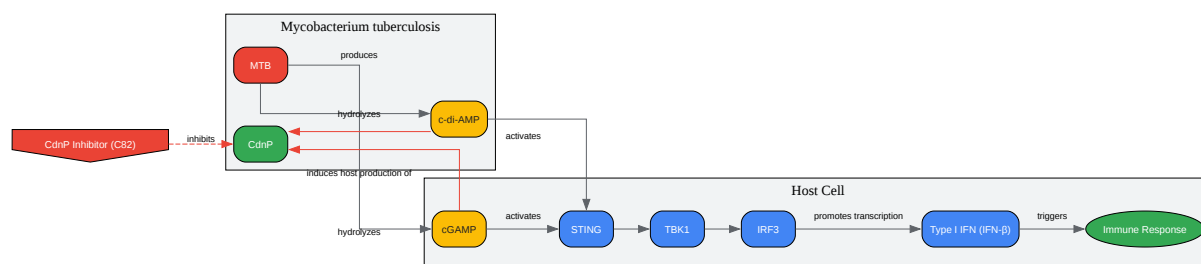 Mycobacterium tuberculosis
MTB
produces
hydrolyzes
c-di-AMP
CdnP Inhibitor (C82)
inhibits
CdnP
activates
induces host production of
Host Cell
hydrolyzes
cGAMP
activates
STING
TBK1
IRF3
promotes transcription
Type I IFN (IFN-β)
triggers
Immune Response